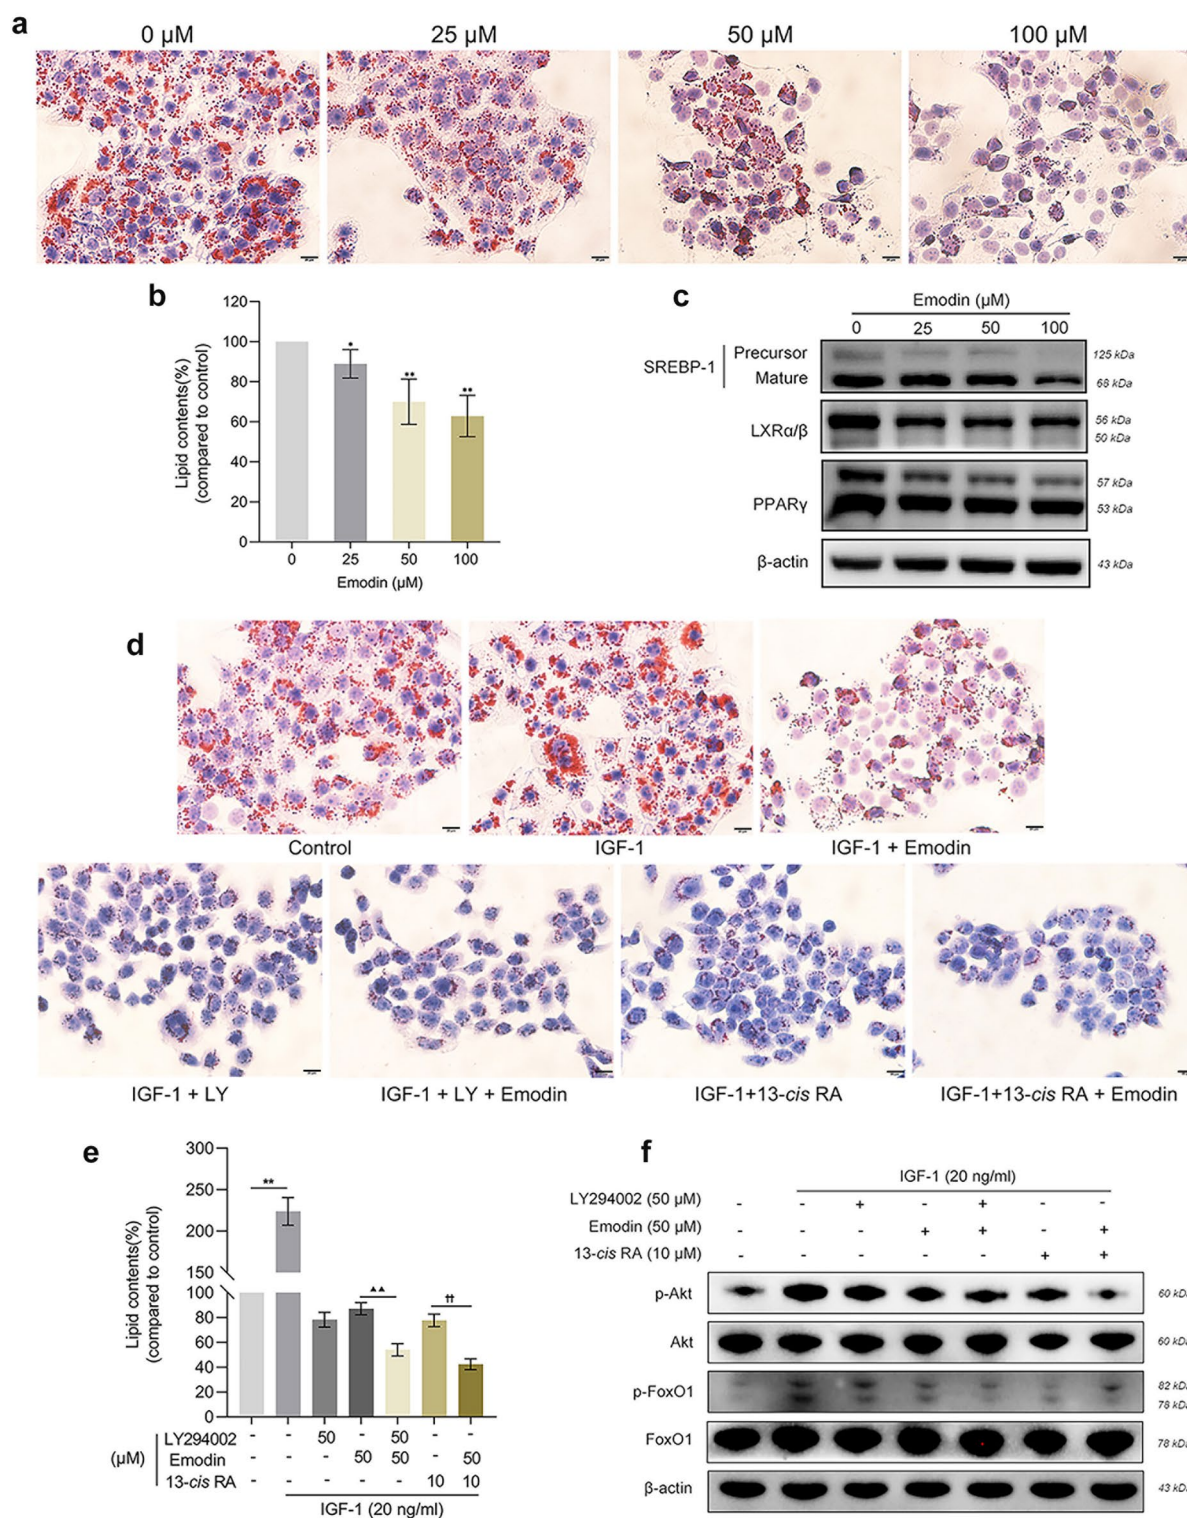 a
0 µM 25 µM 50 µM 100 µM
b
Lipid contents(%)
(compared to control)
120
100
80
60
40
20
0
* ** **
0 25 50 100
Emodin (µM)
c
Emodin (µM)
0 25 50 100
SREBP-1
Precursor 125 kDa
Mature 68 kDa
LXRα/β 56 kDa
50 kDa
57 kDa
PPARγ 53 kDa
β-actin 43 kDa
d
Control IGF-1 IGF-1 + Emodin
IGF-1 + LY IGF-1 + LY + Emodin IGF-1+13-cis RA IGF-1+13-cis RA + Emodin
e
Lipid contents(%)
(compared to control)
300
250
200
150
100
80
60
40
20
0
** ▲▲ ††
(µM)
LY294002 - - 50 - 50 - -
Emodin - - - 50 50 - 50
13-cis RA - - - - - 10 10
IGF-1 (20 ng/ml)
f
IGF-1 (20 ng/ml)
LY294002 (50 µM) - - + - + - -
Emodin (50 µM) - - - + + - +
13-cis RA (10 µM) - - - - - + +
p-Akt 60 kDa
Akt 60 kDa
p-FoxO1 82 kDa
78 kDa
FoxO1 78 kDa
β-actin 43 kDa